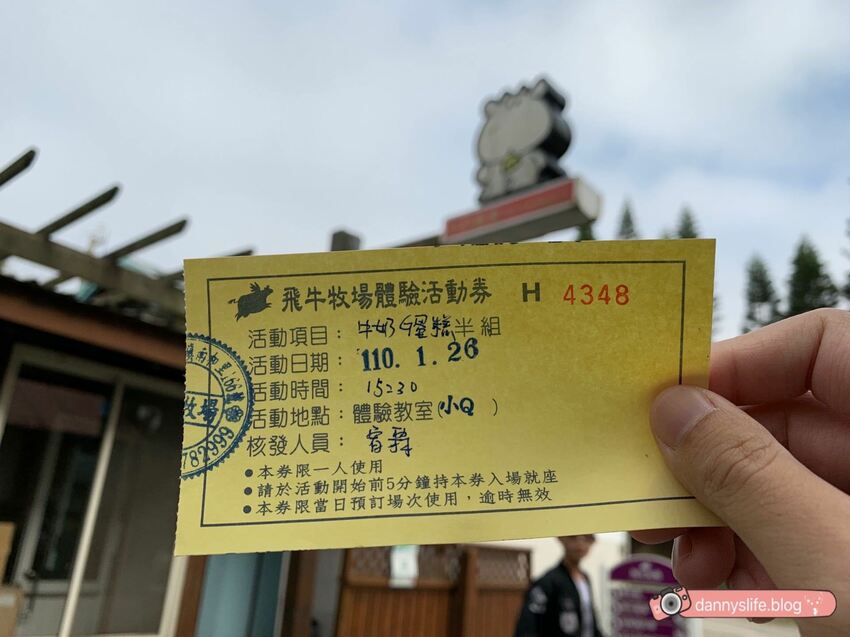 飛牛牧場體驗活動券 H 4348
活動項目：牛奶雪糕半組
活動日期：110. 1. 26
活動時間：15:30
活動地點：體驗教室(小Q )
核發人員：
●本券限一人使用
●請於活動開始前5分鐘持本券入場就座
●本券限當日預訂場次使用，逾時無效
牧場
782999
dannyslife.blog